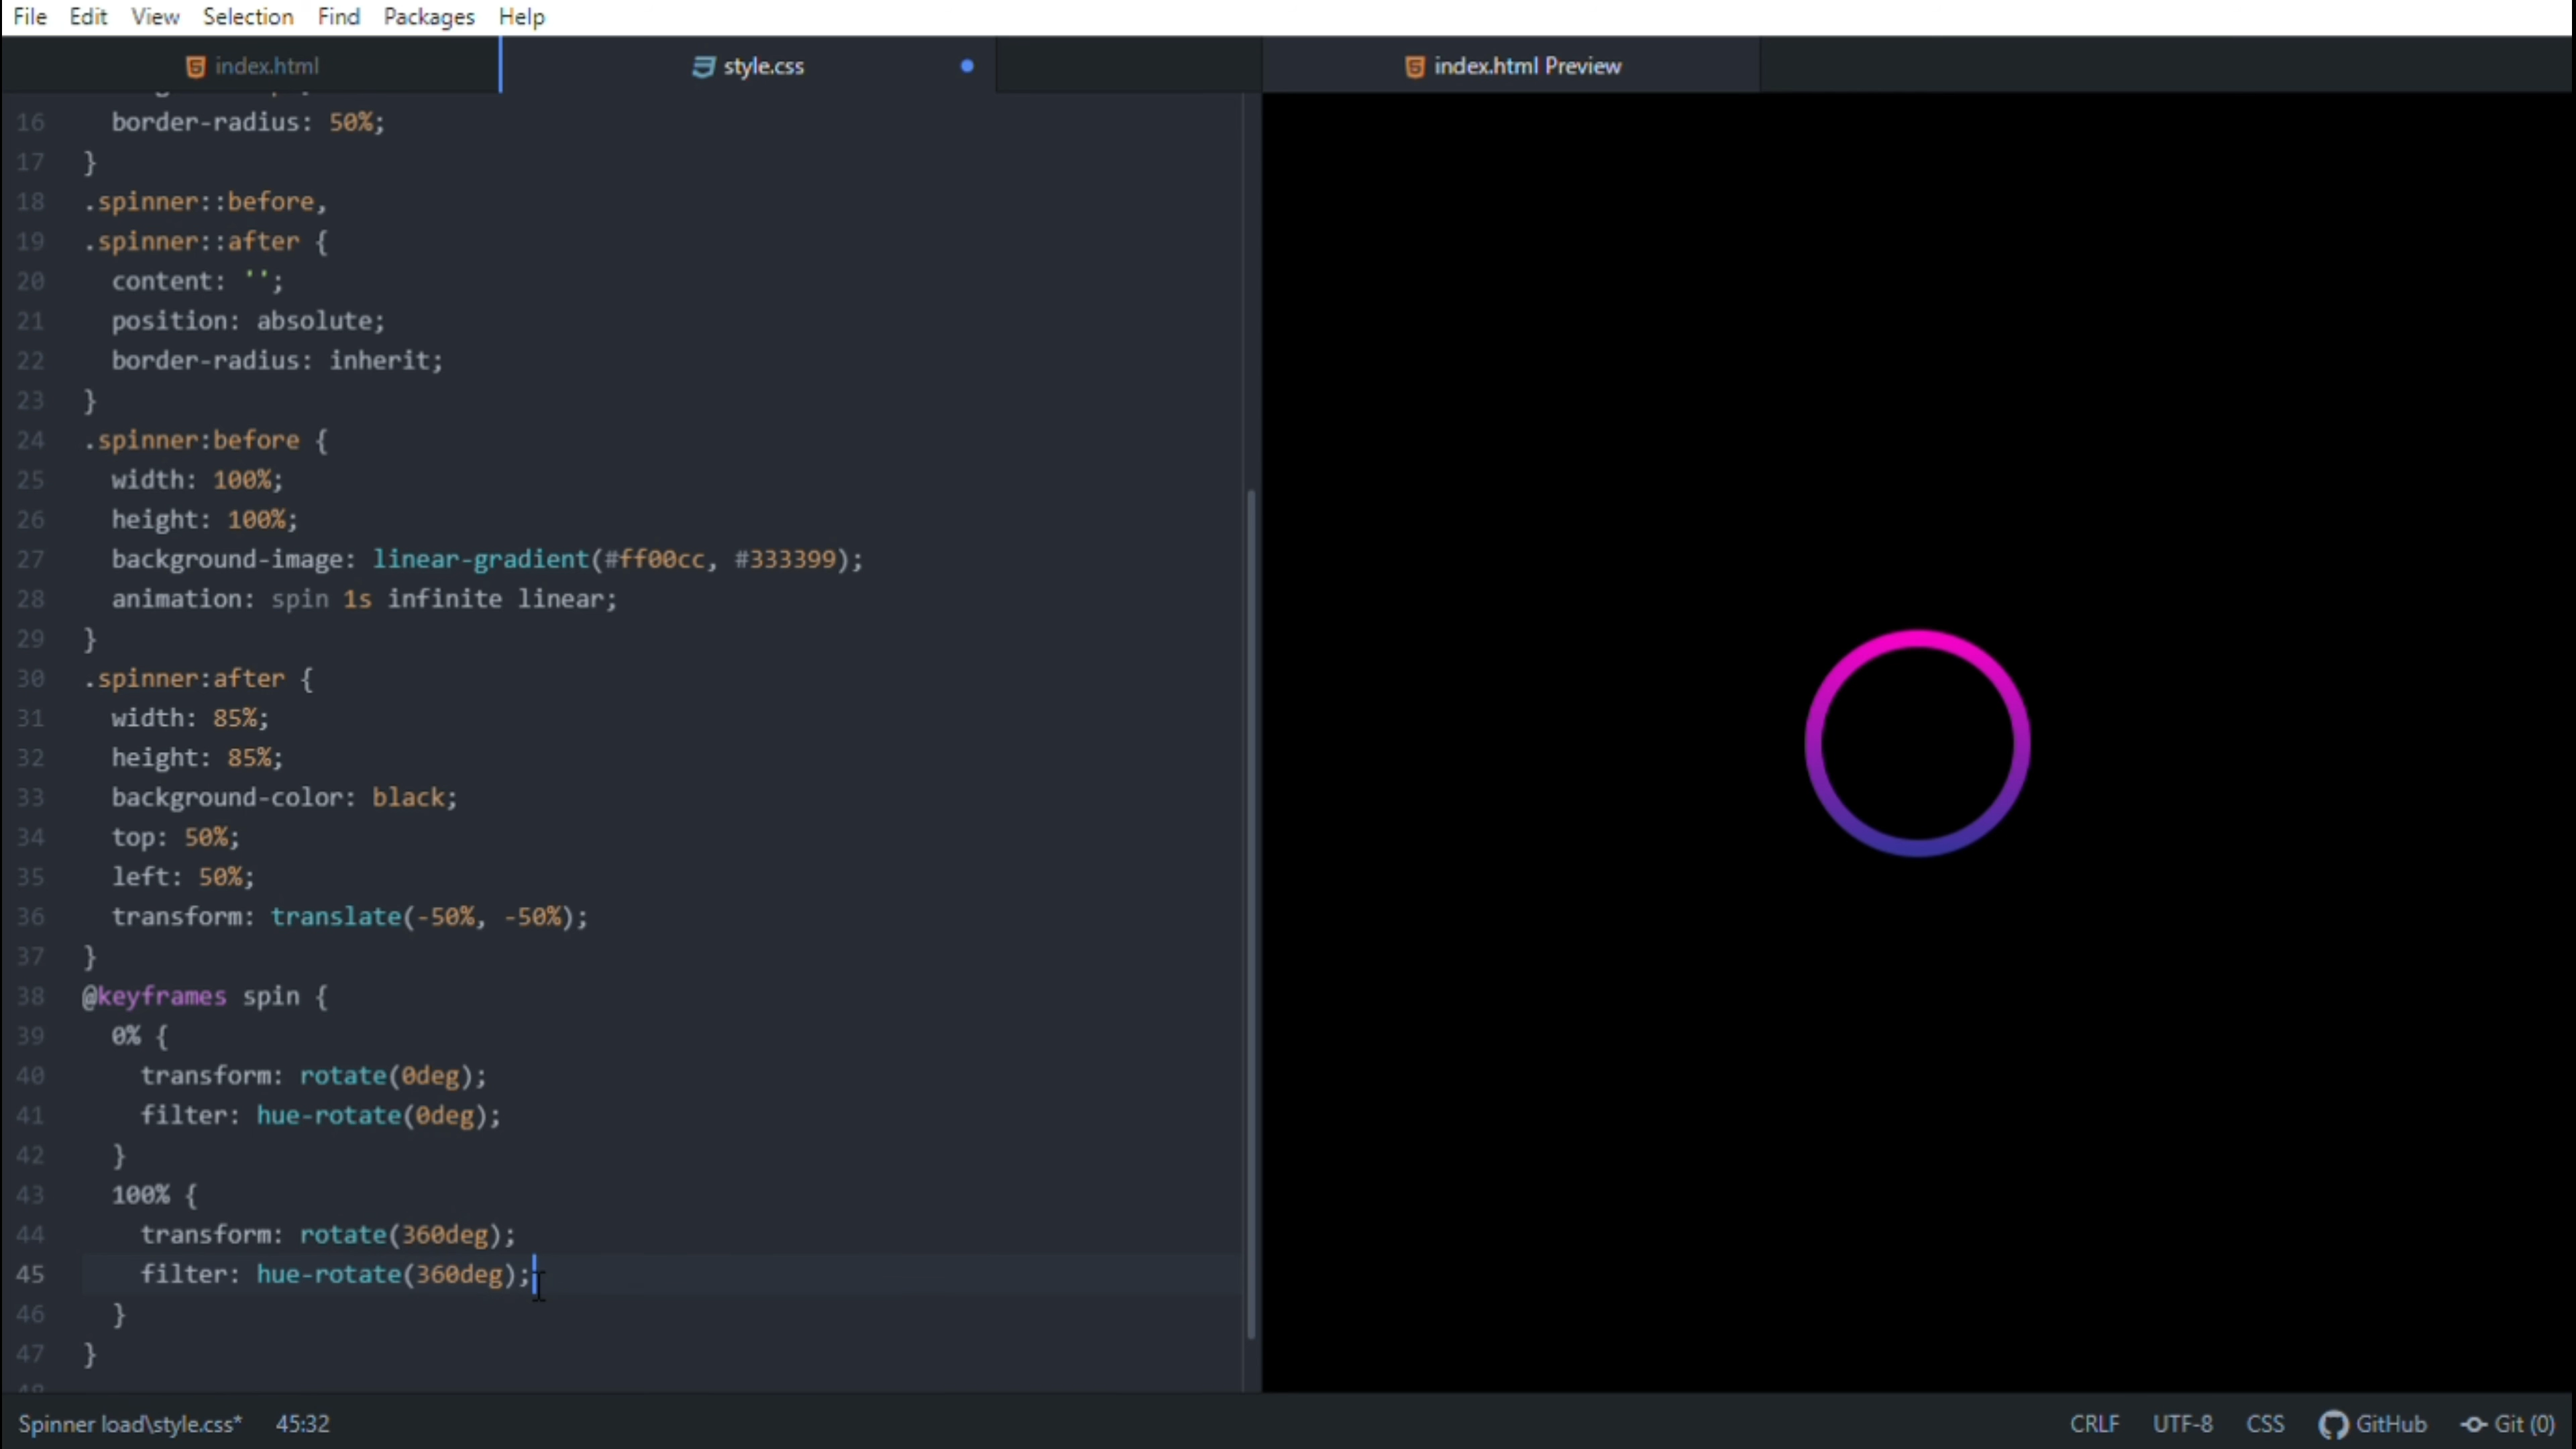 File Edit View Selection Find Packages Help
index.html style.css index.html Preview
16 border-radius: 50%;
17 }
18 .spinner::before,
19 .spinner::after {
20 content: '';
21 position: absolute;
22 border-radius: inherit;
23 }
24 .spinner:before {
25 width: 100%;
26 height: 100%;
27 background-image: linear-gradient(#ff00cc, #333399);
28 animation: spin 1s infinite linear;
29 }
30 .spinner:after {
31 width: 85%;
32 height: 85%;
33 background-color: black;
34 top: 50%;
35 left: 50%;
36 transform: translate(-50%, -50%);
37 }
38 @keyframes spin {
39 0% {
40 transform: rotate(0deg);
41 filter: hue-rotate(0deg);
42 }
43 100% {
44 transform: rotate(360deg);
45 filter: hue-rotate(360deg);
46 }
47 }
Spinner load\style.css* 45:32 CRLF UTF-8 CSS GitHub Git (0)